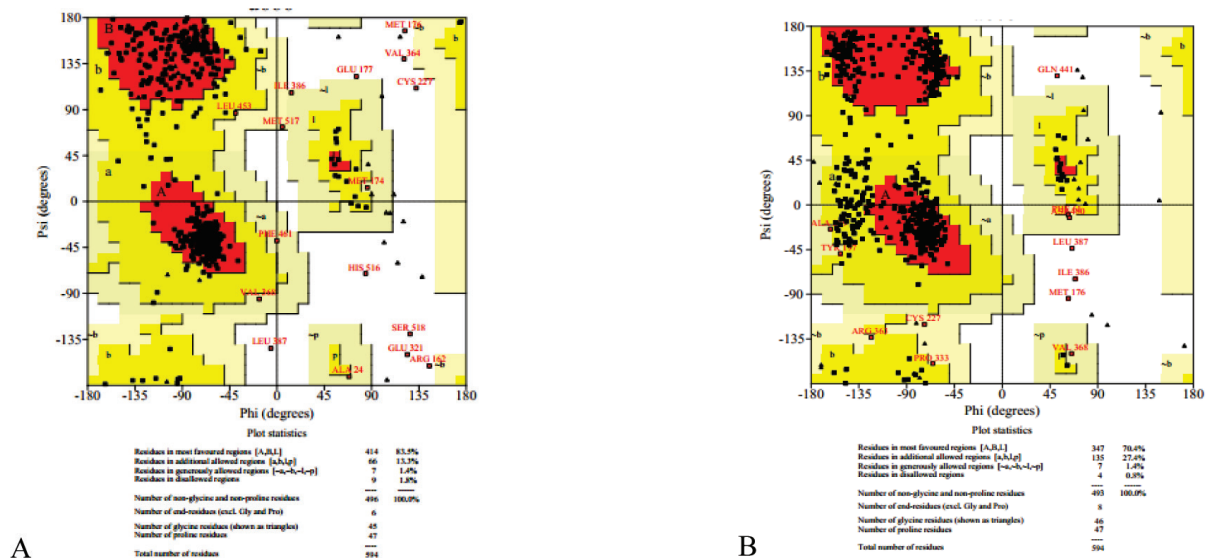 B
180
135
90
45
0
-45
-90
-135
-180
-135
-90
-45
0
45
90
135
180
Psi (degrees)
Phi (degrees)
B
b
a
A
~a
~b
~l
l
b
~b
~p
p
b
~b
MET 176
VAL 364
GLU 177
CYS 227
ILE 386
LEU 453
MET 517
MET 174
PHE 461
HIS 516
VAL 368
SER 518
LEU 387
GLU 321
ARG 162
ALA 24
Plot statistics
Residues in most favoured regions [A,B,L] 414 83.5%
Residues in additional allowed regions [a,b,l,p] 66 13.3%
Residues in generously allowed regions [~a,~b,~l,~p] 7 1.4%
Residues in disallowed regions 9 1.8%
---- ------
Number of non-glycine and non-proline residues 496 100.0%
Number of end-residues (excl. Gly and Pro) 6
Number of glycine residues (shown as triangles) 45
Number of proline residues 47
----
Total number of residues 594
A
180
135
90
45
0
-45
-90
-135
-180
-135
-90
-45
0
45
90
135
180
Psi (degrees)
Phi (degrees)
b
a
A
~a
~b
~l
l
~b
b
~b
b
~p
p
~b
b
GLN 441
LEU 387
ILE 386
MET 176
CYS 227
VAL 368
PRO 333
ALA
Plot statistics
Residues in most favoured regions [A,B,L] 347 70.4%
Residues in additional allowed regions [a,b,l,p] 135 27.4%
Residues in generously allowed regions [~a,~b,~l,~p] 7 1.4%
Residues in disallowed regions 4 0.8%
---- ------
Number of non-glycine and non-proline residues 493 100.0%
Number of end-residues (excl. Gly and Pro) 8
Number of glycine residues (shown as triangles) 46
Number of proline residues 47
----
Total number of residues 594
B